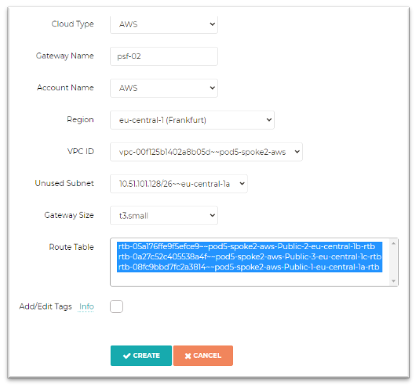 Cloud Type AWS
Gateway Name psf-02
Account Name AWS
Region eu-central-1 (Frankfurt)
VPC ID vpc-00f125b1402a8b05d~~pod5-spoke2-aws
Unused Subnet 10.51.101.128/26~~eu-central-1a
Gateway Size t3.small
Route Table rtb-05a176ffe9f5efce9~~pod5-spoke2-aws-Public-2-eu-central-1b-rtb
rtb-0a27c52c405538a4f~~pod5-spoke2-aws-Public-3-eu-central-1c-rtb
rtb-08fc9bbd7fc2a3814~~pod5-spoke2-aws-Public-1-eu-central-1a-rtb
Add/Edit Tags Info
CREATE CANCEL